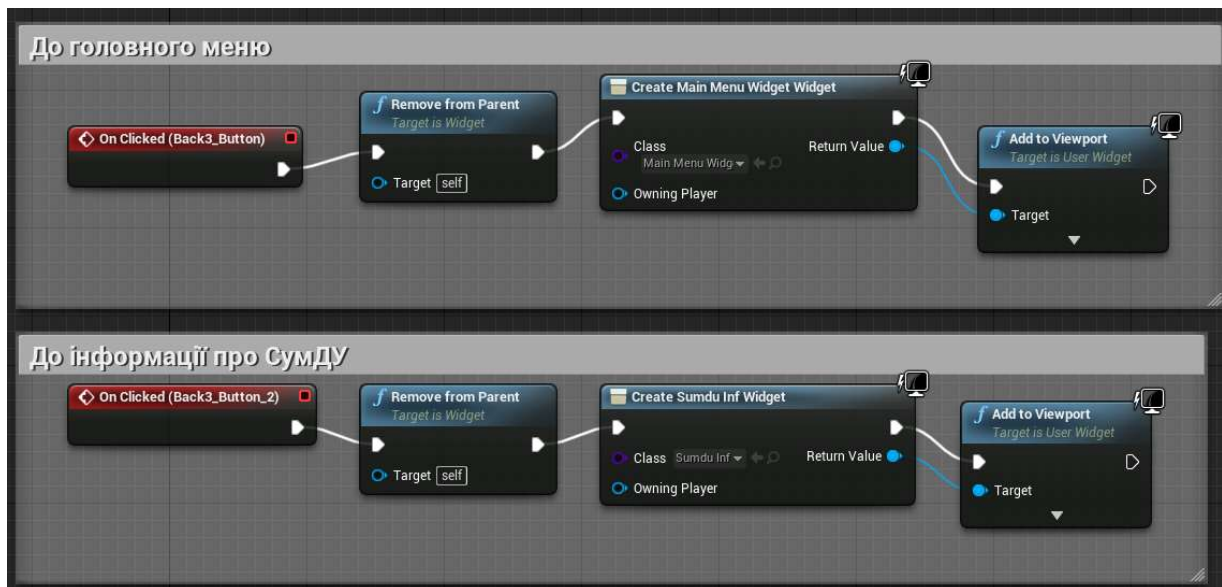 До головного меню
On Clicked (Back3_Button)
f Remove from Parent
Target is Widget
Target self
Create Main Menu Widget Widget
Class
Main Menu Widg
Return Value
Owning Player
f Add to Viewport
Target is User Widget
Target
До інформації про СумДУ
On Clicked (Back3_Button_2)
f Remove from Parent
Target is Widget
Target self
Create Sumdu Inf Widget
Class Sumdu Inf
Return Value
Owning Player
f Add to Viewport
Target is User Widget
Target